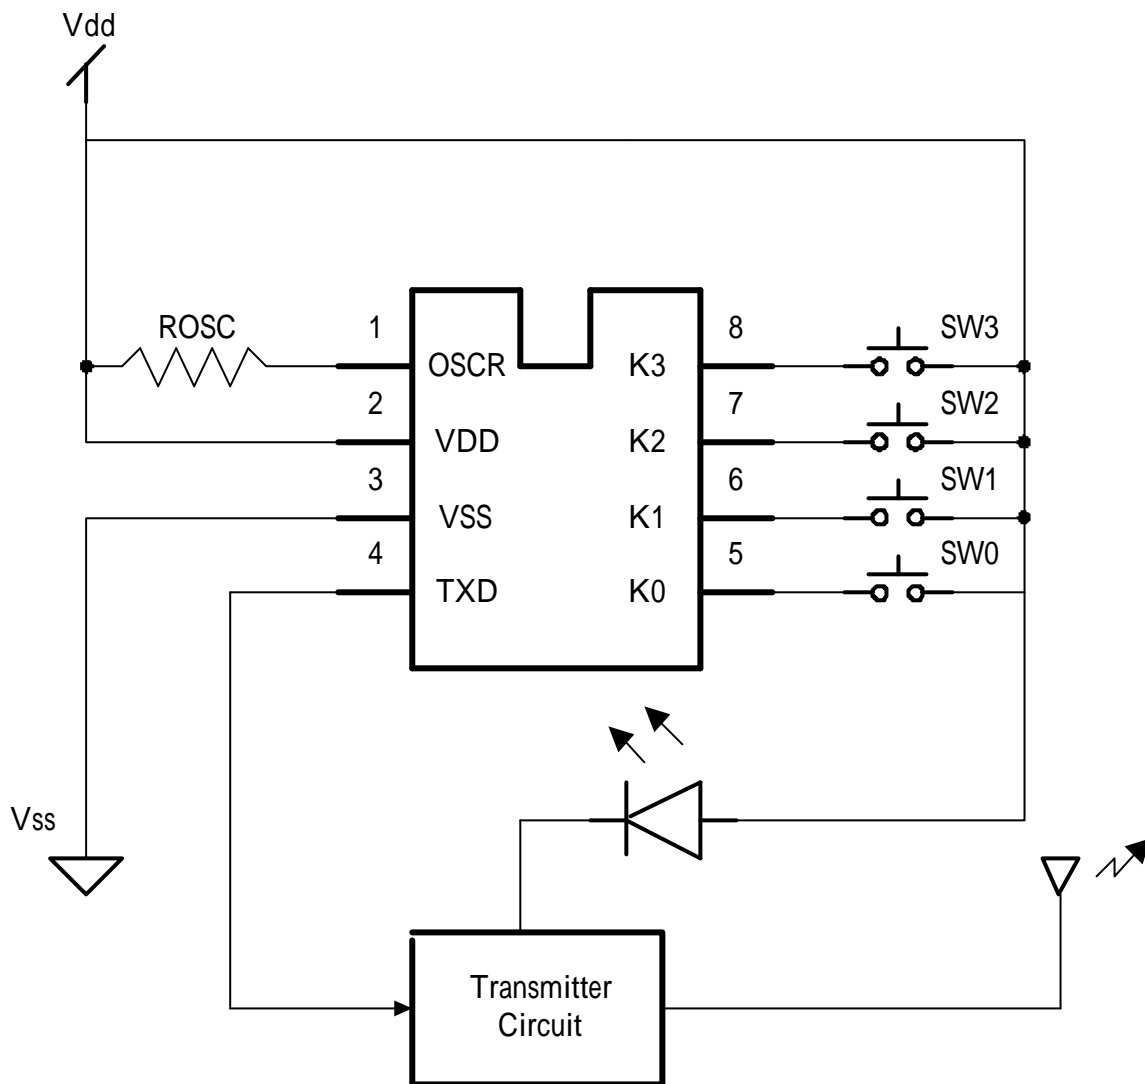 Vdd
ROSC
1
8
SW3
OSCR
K3
2
7
SW2
VDD
K2
3
6
SW1
VSS
K1
4
5
SW0
TXD
K0
Vss
Transmitter
Circuit